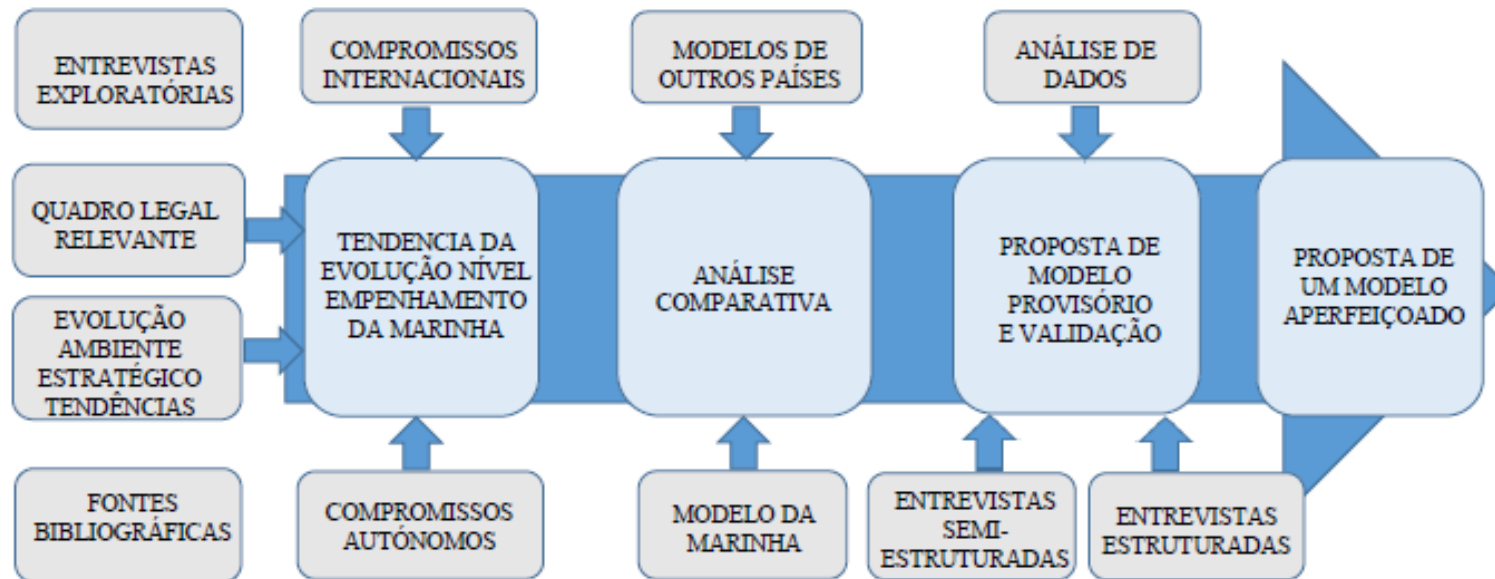 ENTREVISTAS
EXPLORATÓRIAS
COMPROMISSOS
INTERNACIONAIS
MODELOS DE
OUTROS PAÍSES
ANÁLISE DE
DADOS
QUADRO LEGAL
RELEVANTE
EVOLUÇÃO
AMBIENTE
ESTRATÉGICO
TENDÊNCIAS
TENDENCIA DA
EVOLUÇÃO NÍVEL
EMPENHAMENTO
DA MARINHA
ANÁLISE
COMPARATIVA
PROPOSTA DE
MODELO
PROVISÓRIO
E VALIDAÇÃO
PROPOSTA DE
UM MODELO
APERFEIÇOADO
FONTES
BIBLIOGRÁFICAS
COMPROMISSOS
AUTÓNOMOS
MODELO DA
MARINHA
ENTREVISTAS
SEMI-
ESTRUTURADAS
ENTREVISTAS
ESTRUTURADAS